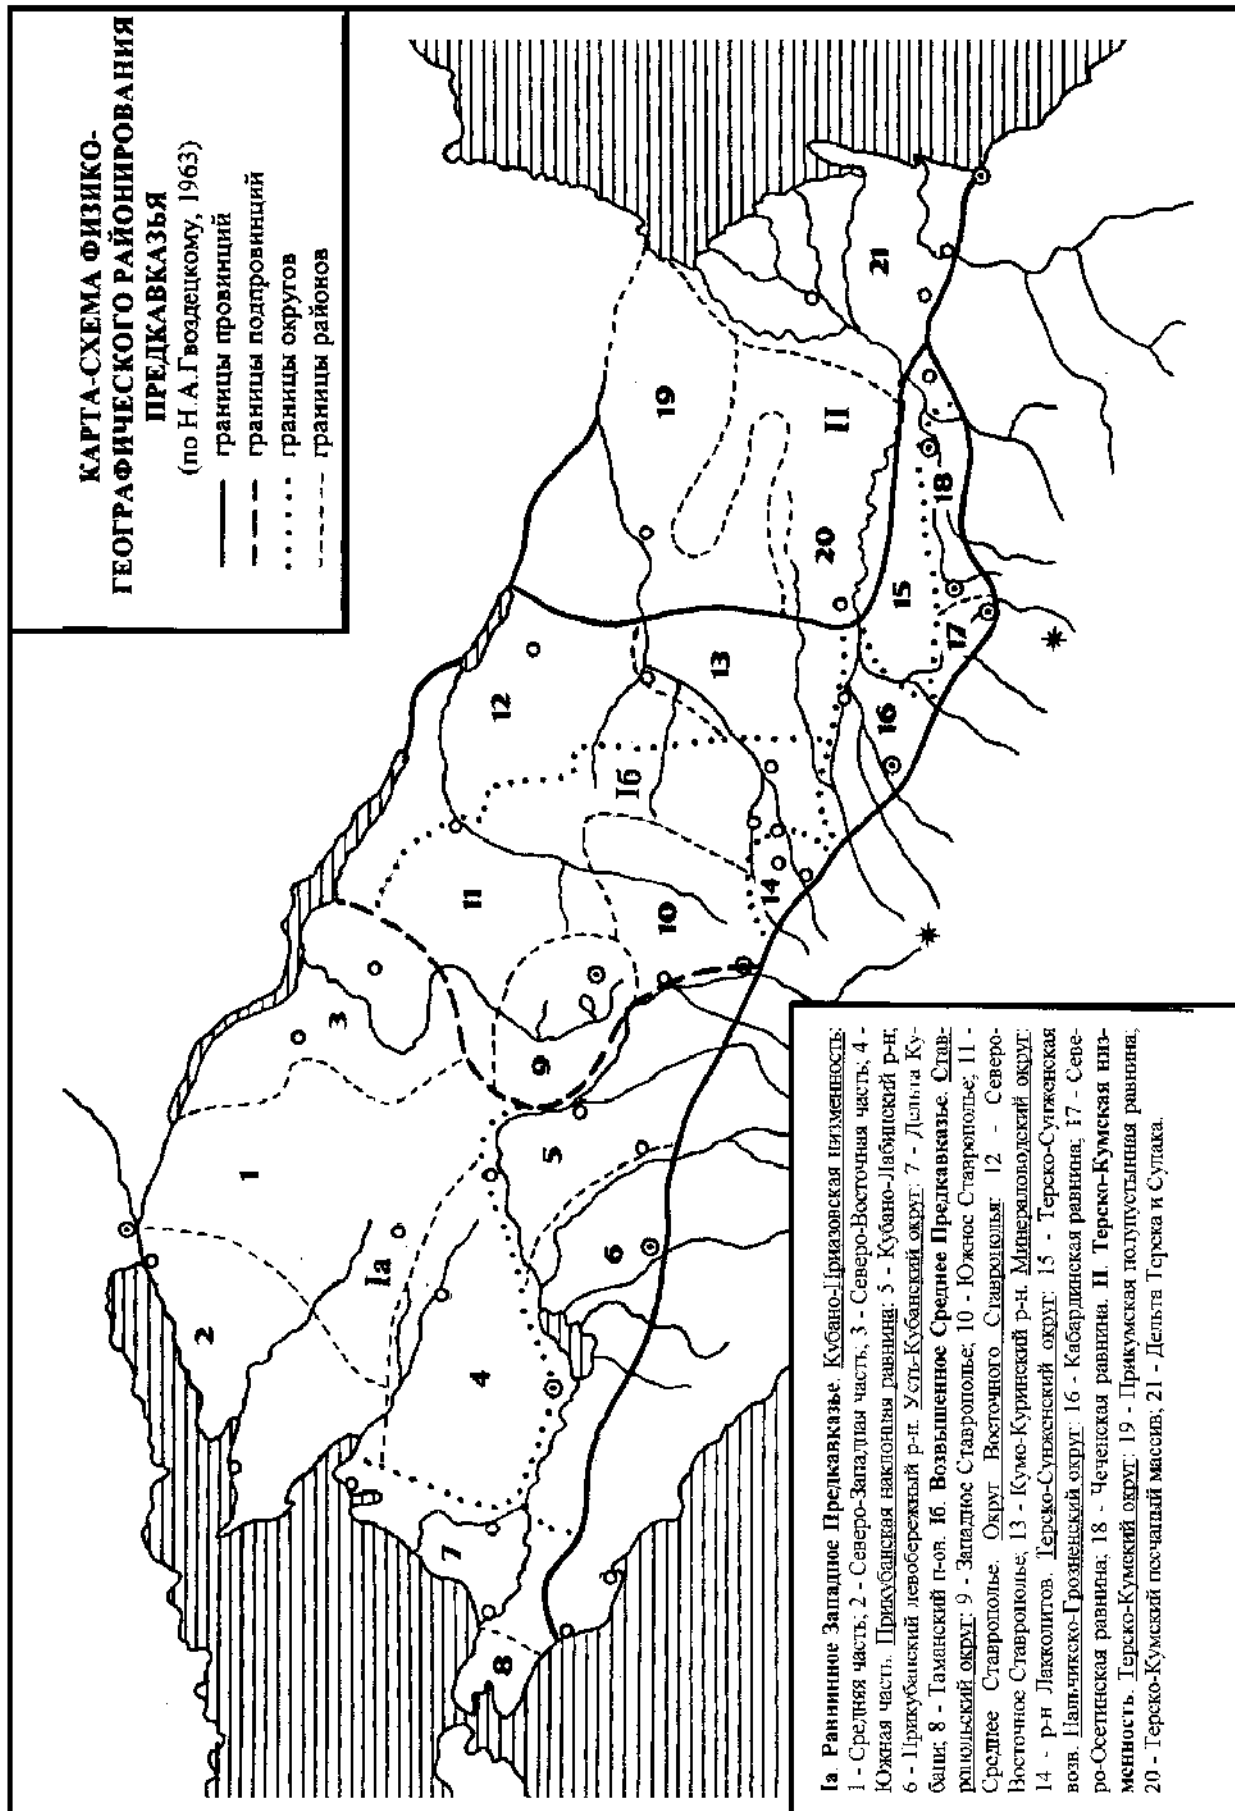 КАРТА-СХЕМА ФИЗИКО-
ГЕОГРАФИЧЕСКОГО РАЙОНИРОВАНИЯ
ПРЕДКАВКАЗЬЯ
(по Н.А.Гвоздецкому, 1963)
границы провинций
границы подпровинций
границы округов
границы районов
1
2
3
Iа
4
5
6
7
8
9
10
11
12
Iб
13
14
15
16
17
18
19
II
20
21
Iа. Равнинное Западное Предкавказье. Кубано-Приазовская низменность:
1 - Средняя часть; 2 - Северо-Западная часть; 3 - Северо-Восточная часть; 4 -
Южная часть. Прикубанская наклонная равнина: 5 - Кубано-Лабинский р-н;
6 - Прикубанский левобережный р-н. Усть-Кубанский округ: 7 - Дельта Ку-
бани; 8 - Таманский п-ов. Iб. Возвышенное Среднее Предкавказье. Став-
ропольский округ: 9 - Западное Ставрополье; 10 - Южное Ставрополье; 11 -
Среднее Ставрополье. Округ Восточного Ставрополья: 12 - Северо-
Восточное Ставрополье; 13 - Кумо-Куринский р-н. Минераловодский округ:
14 - р-н Лакколитов. Терско-Сунженский округ: 15 - Терско-Сунженская
возв. Нальчикско-Грозненский округ: 16 - Кабардинская равнина; 17 - Севе-
ро-Осетинская равнина; 18 - Чеченская равнина. II. Терско-Кумская низ-
менность. Терско-Кумский округ: 19 - Прикумская полупустынная равнина;
20 - Терско-Кумский песчаный массив; 21 - Дельта Терека и Сулака.